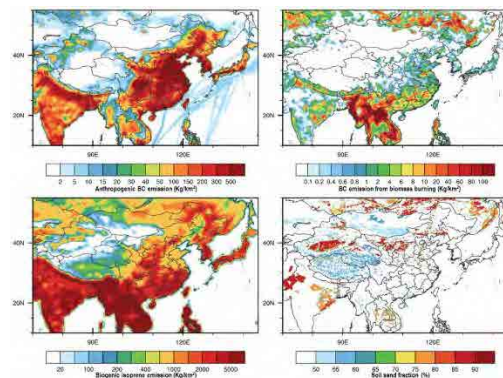 40N
20N
90E
120E
2 5 10 20 30 40 50 100 150 200 300 500
Anthropogenic BC emission (Kg/km²)
40N
20N
90E
120E
0.1 0.2 0.4 0.6 0.8 1 2 4 6 8 10 20 40 60 80 100
BC emission from biomass burning (Kg/km²)
40N
20N
90E
120E
25 100 200 400 1000 2000 5000
Biogenic isoprene emission (Kg/km²)
40N
20N
90E
120E
50 55 60 65 70 75 80 85 90
Soil sand fraction (%)